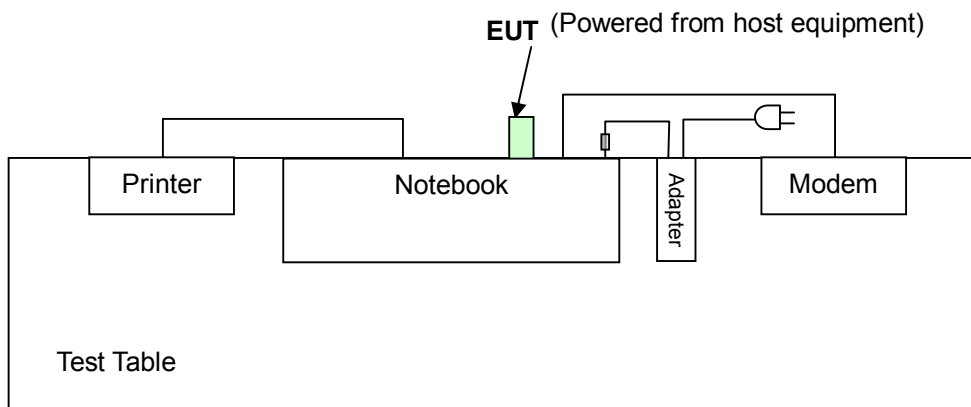 EUT (Powered from host equipment)
Printer
Notebook
Adapter
Modem
Test Table